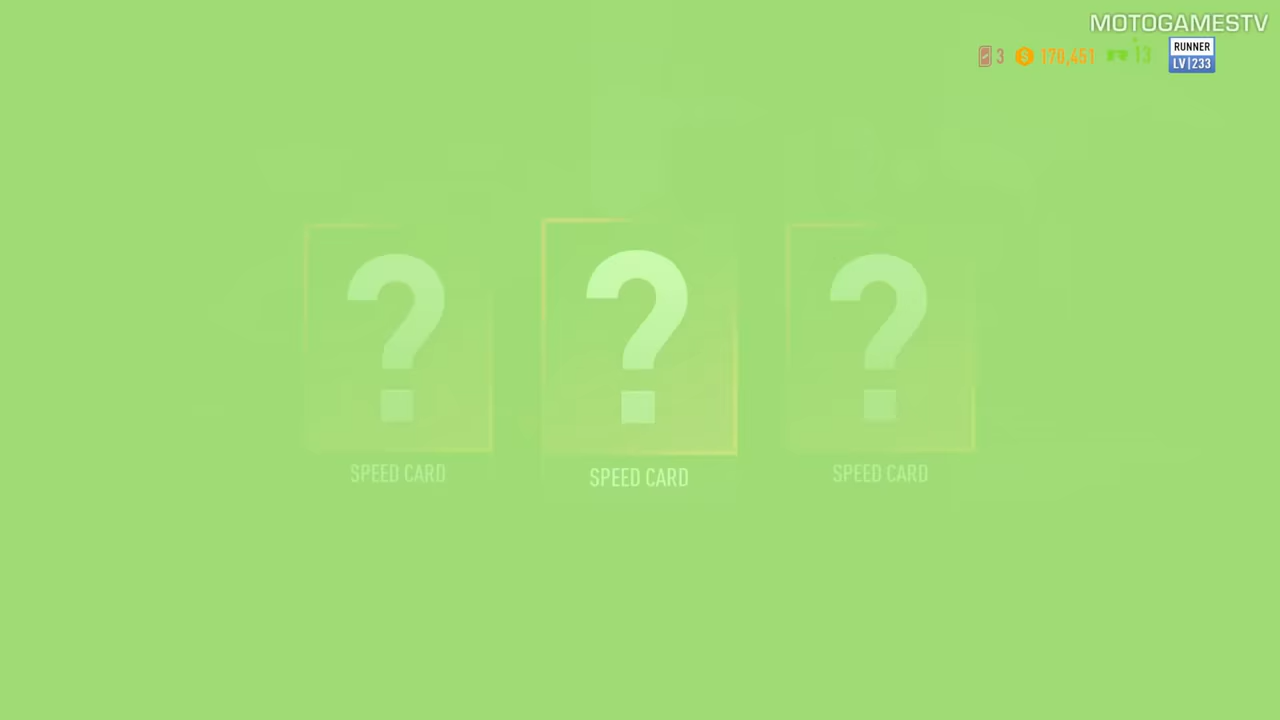 MOTOGAMESTV
3 170,451 13
RUNNER
LV|233
? ? ?
SPEED CARD SPEED CARD SPEED CARD